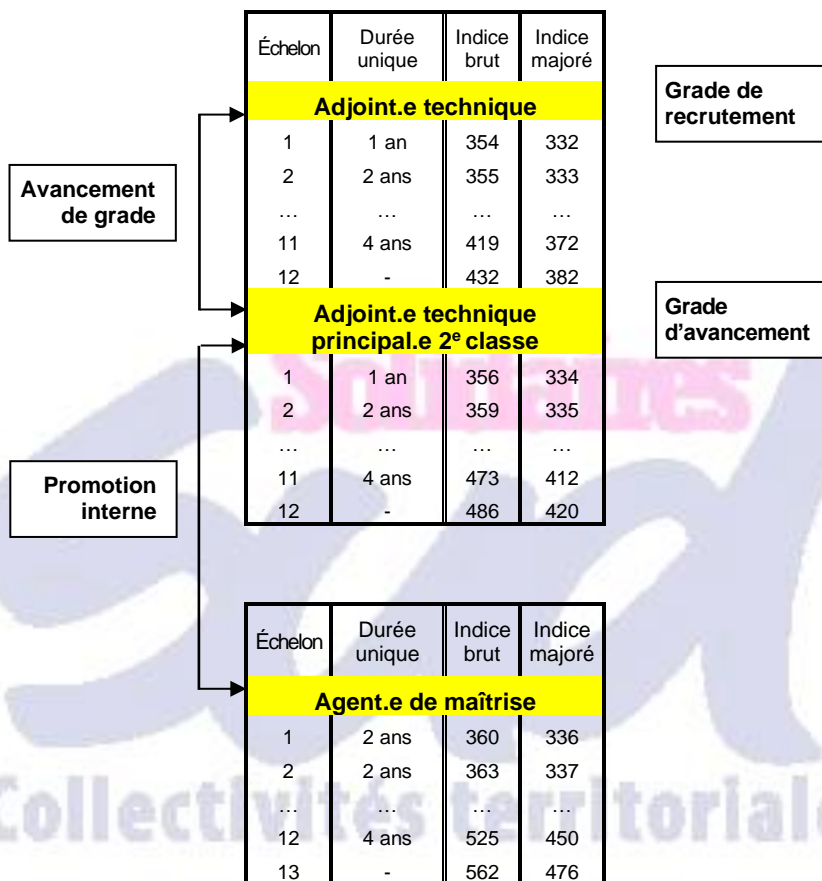 Échelon Durée unique Indice brut Indice majoré
Adjoint.e technique
1 1 an 354 332
2 2 ans 355 333
… … … …
11 4 ans 419 372
12 - 432 382
Adjoint.e technique
principal.e 2e classe
1 1 an 356 334
2 2 ans 359 335
… … … …
11 4 ans 473 412
12 - 486 420
Grade de
recrutement
Avancement
de grade
Grade
d’avancement
Promotion
interne
Échelon Durée unique Indice brut Indice majoré
Agent.e de maîtrise
1 2 ans 360 336
2 2 ans 363 337
… … … …
12 4 ans 525 450
13 - 562 476
Solidaires
Sud
Collectivités territoriale